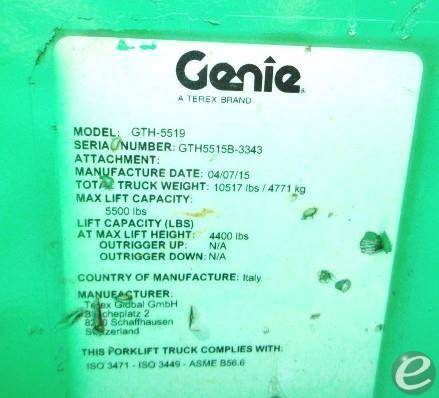 Genie
A TEREX BRAND
MODEL: GTH-5519
SERIAL NUMBER: GTH5515B-3343
ATTACHMENT:
MANUFACTURE DATE: 04/07/15
TOTAL TRUCK WEIGHT: 10517 lbs / 4771 kg
MAX LIFT CAPACITY:
5500 lbs
LIFT CAPACITY (LBS)
AT MAX LIFT HEIGHT: 4400 lbs
OUTRIGGER UP: N/A
OUTRIGGER DOWN: N/A
COUNTRY OF MANUFACTURE: Italy
MANUFACTURER:
Terex Global GmbH
Bleicheplatz 2
Schaffhausen
Switzerland
THIS FORKLIFT TRUCK COMPLIES WITH:
ISO 3471 - ISO 3449 - ASME B56.6
e